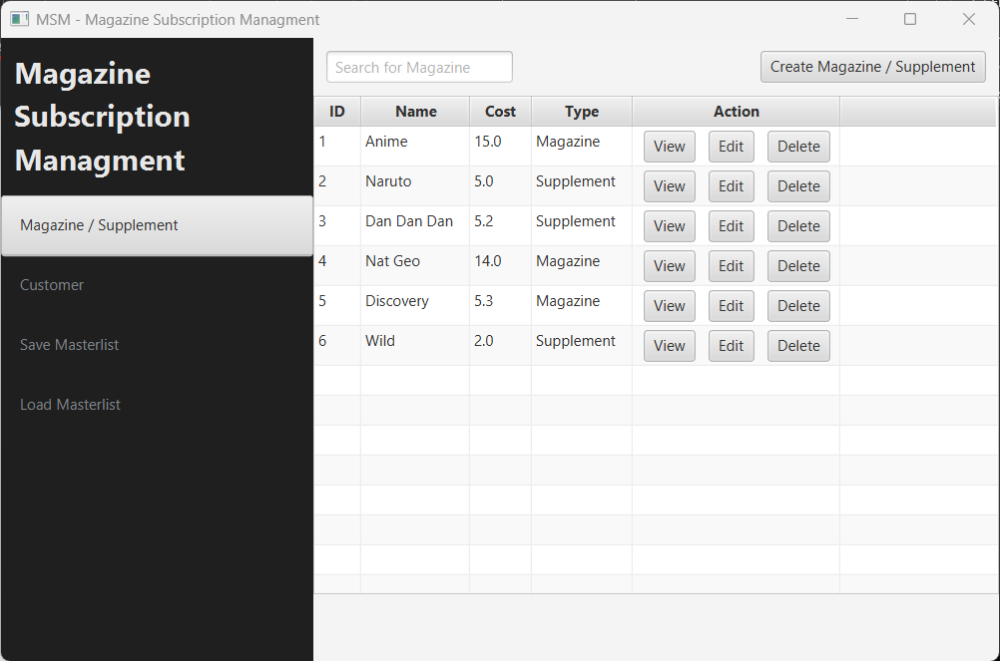 MSM - Magazine Subscription Managment
Magazine
Subscription
Managment
Magazine / Supplement
Customer
Save Masterlist
Load Masterlist
Search for Magazine
Create Magazine / Supplement
ID Name Cost Type Action
1 Anime 15.0 Magazine View Edit Delete
2 Naruto 5.0 Supplement View Edit Delete
3 Dan Dan Dan 5.2 Supplement View Edit Delete
4 Nat Geo 14.0 Magazine View Edit Delete
5 Discovery 5.3 Magazine View Edit Delete
6 Wild 2.0 Supplement View Edit Delete